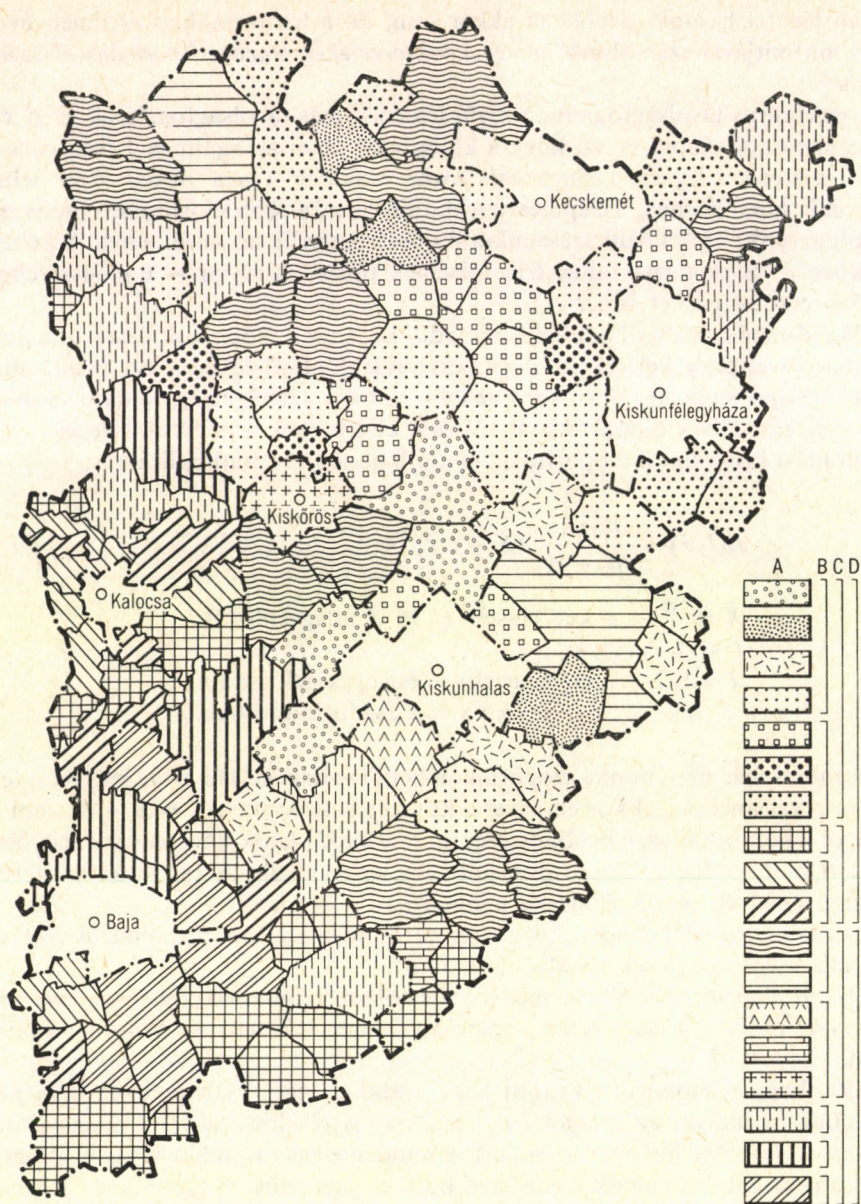 Kecskemét
Kiskunfélegyháza
Kiskőrös
A B C D
Kalocsa
Kiskunhalas
Baja